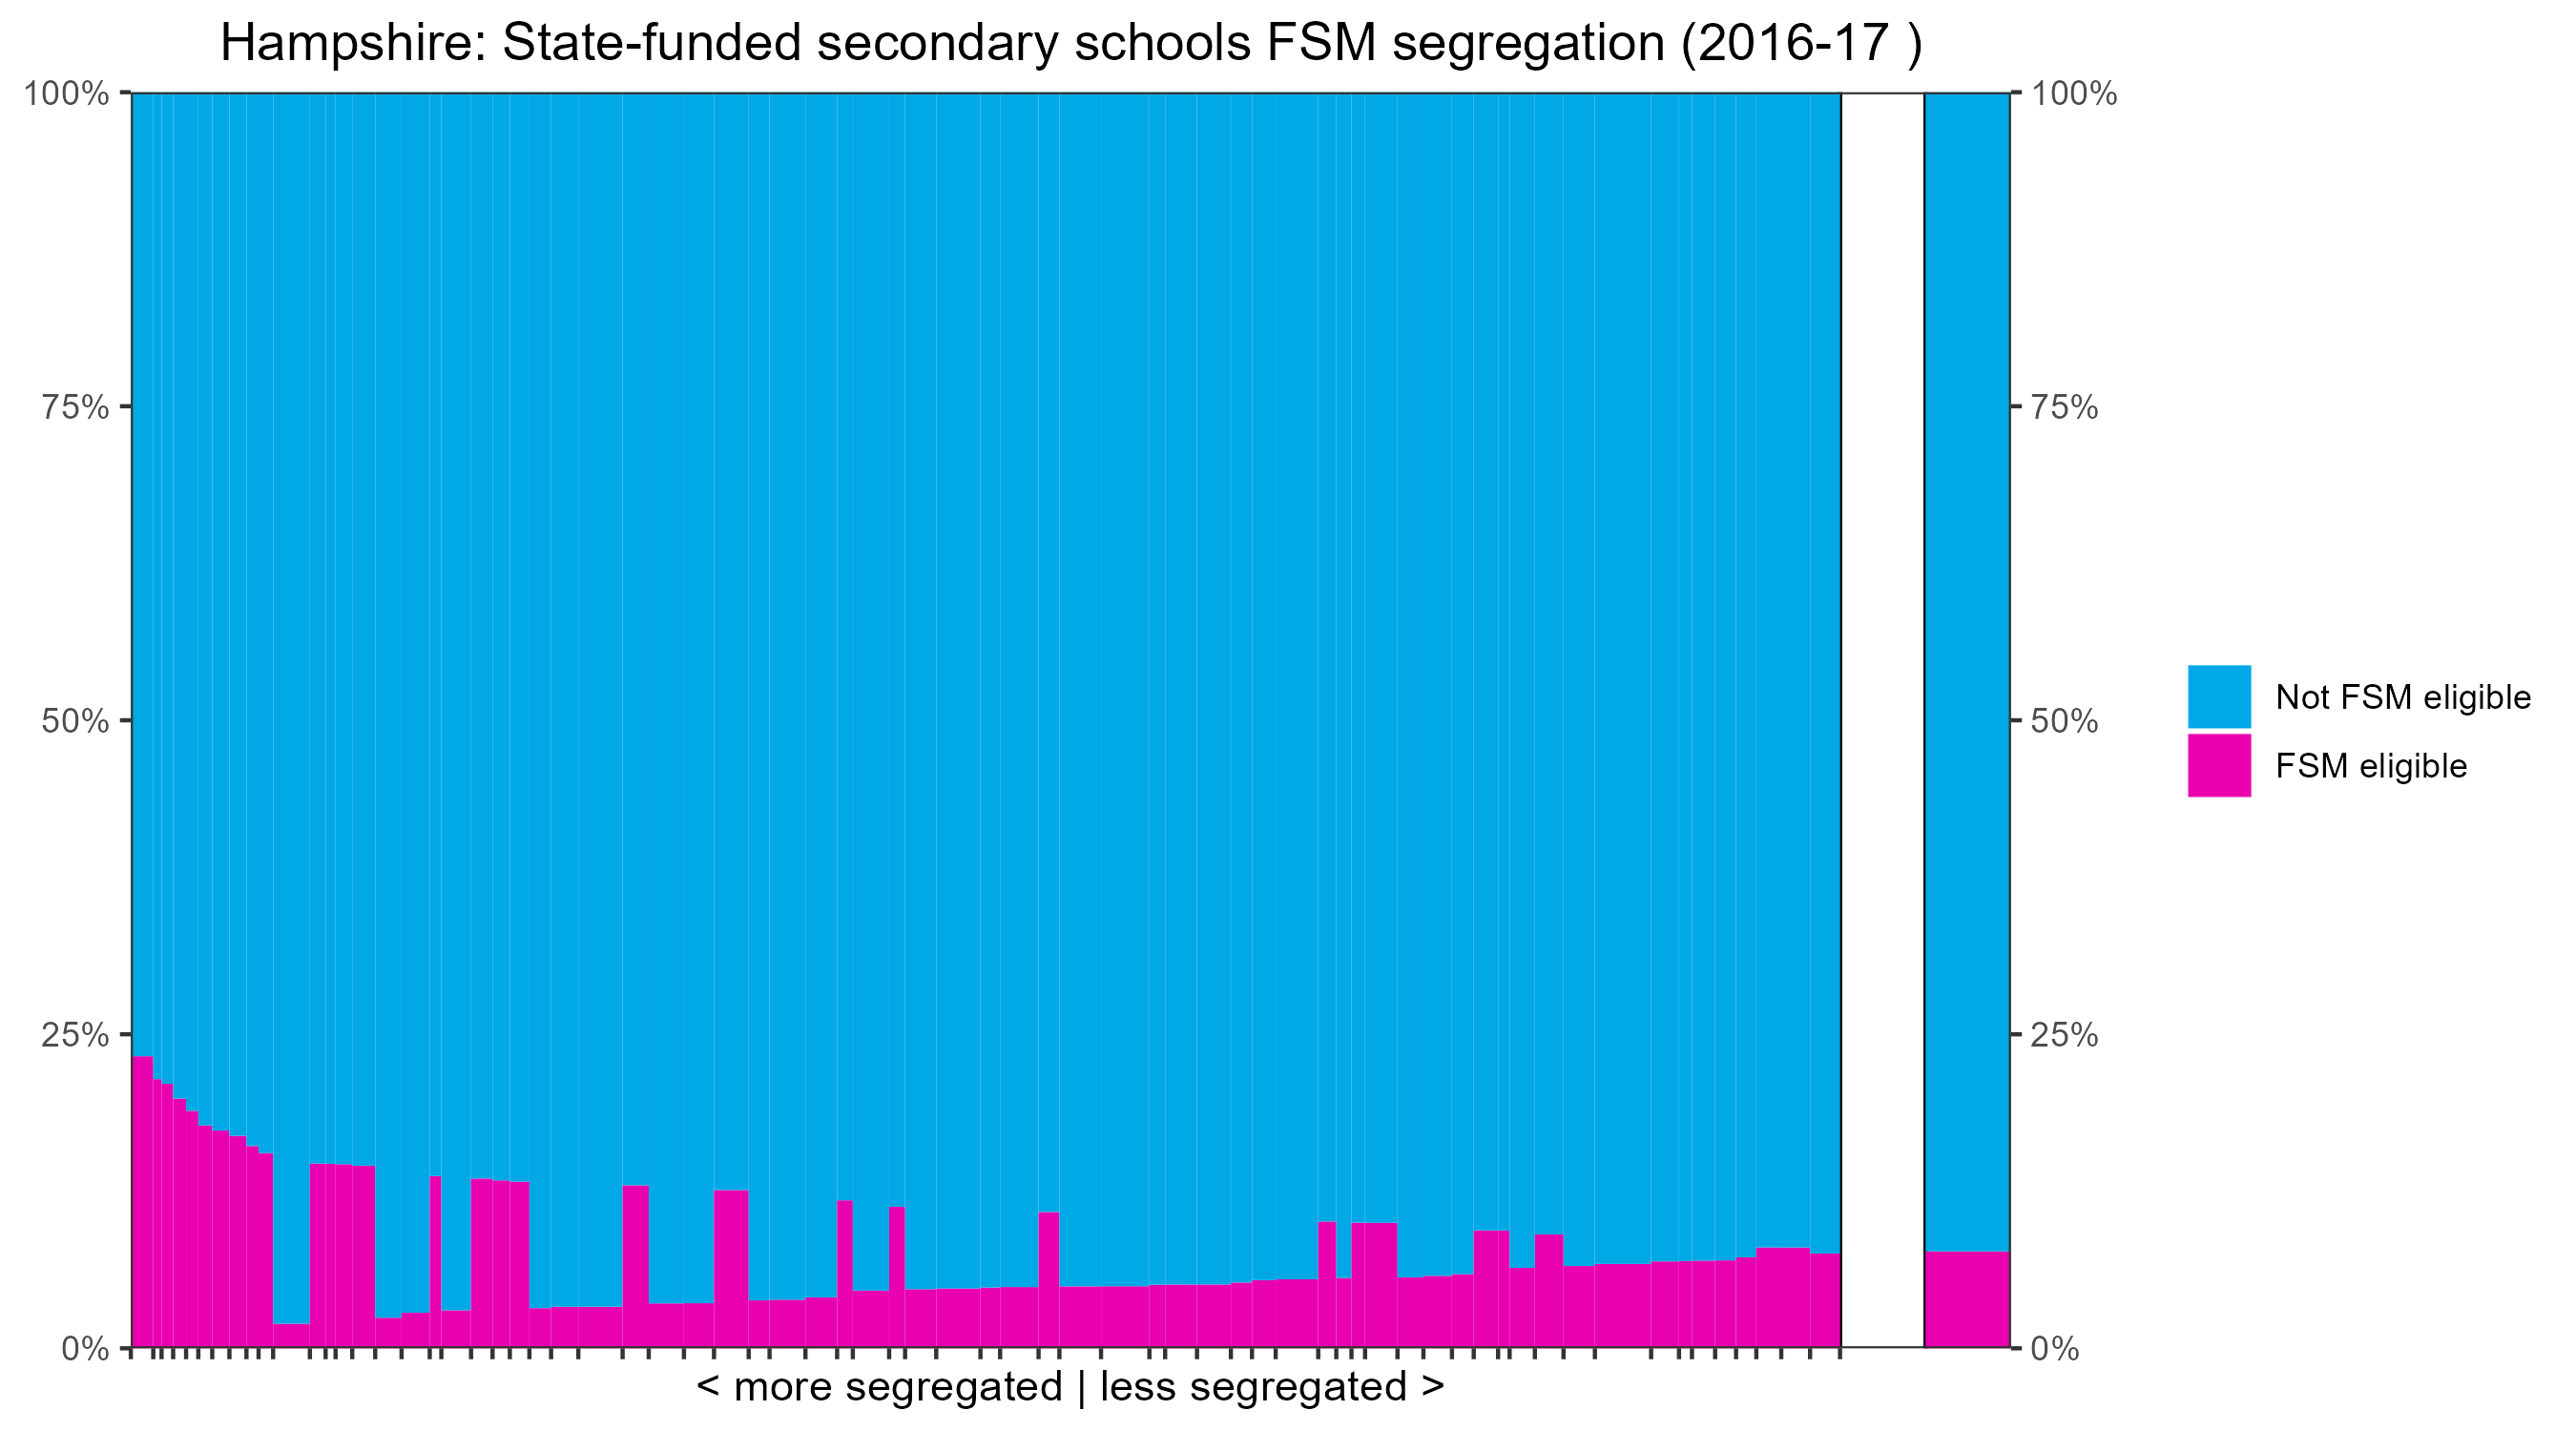 Hampshire: State-funded secondary schools FSM segregation (2016-17 )
100%
75%
50%
25%
0%
100%
75%
50%
25%
0%
Not FSM eligible
FSM eligible
< more segregated | less segregated >